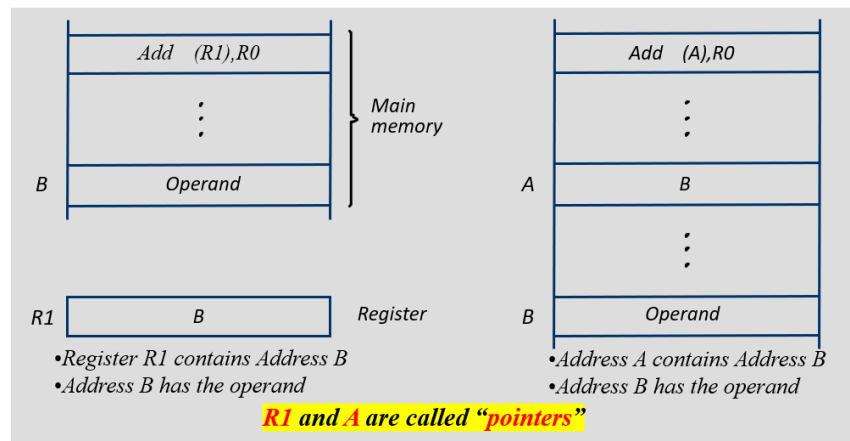 Add (R1),R0
Main
memory
B
Operand
R1
B
Register
•Register R1 contains Address B
•Address B has the operand
Add (A),R0
A
B
B
Operand
•Address A contains Address B
•Address B has the operand
R1 and A are called “pointers”